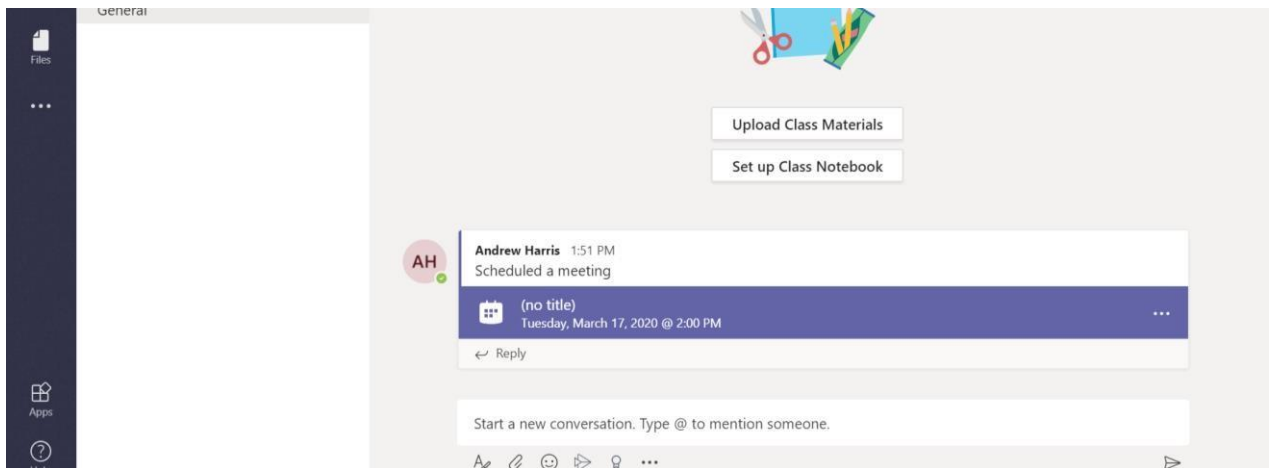 General
Files
Upload Class Materials
Set up Class Notebook
AH
Andrew Harris 1:51 PM
Scheduled a meeting
(no title)
Tuesday, March 17, 2020 @ 2:00 PM
Reply
Apps
Start a new conversation. Type @ to mention someone.